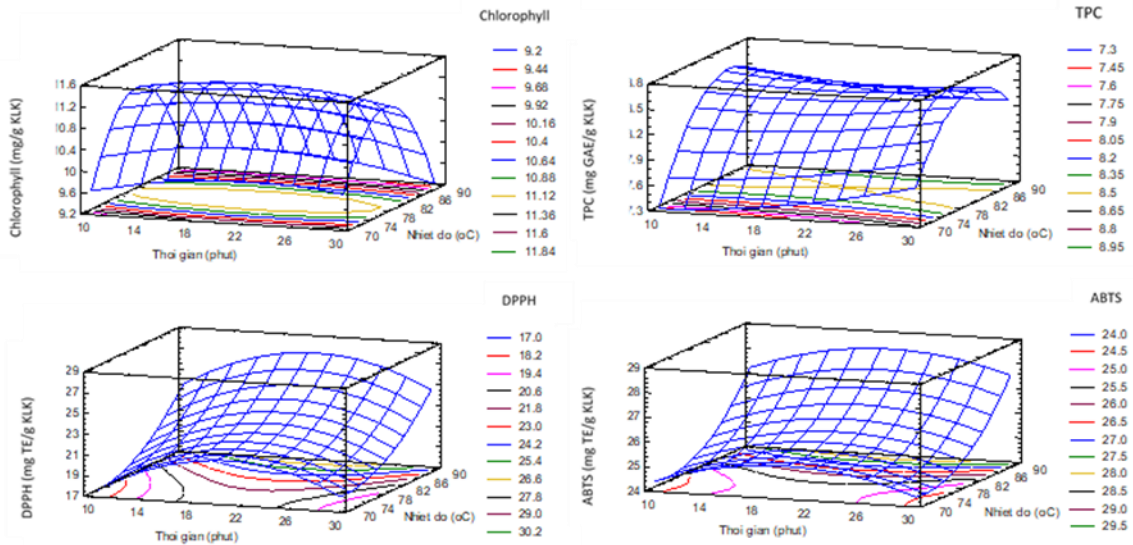 Chlorophyll
Chlorophyll (mg/g KLK)
11.6
11.2
10.8
10.4
10
9.6
9.2
10 14 18 22 26 30
Thoi gian (phut)
70 74 78 82 86 90
Nhiet do (oC)
9.2
9.44
9.68
9.92
10.16
10.4
10.64
10.88
11.12
11.36
11.6
11.84
TPC
TPC (mg GAE/g KLK)
10 14 18 22 26 30
Thoi gian (phut)
70 74 78 82 86 90
Nhiet do (oC)
7.3
7.45
7.6
7.75
7.9
8.05
8.2
8.35
8.5
8.65
8.8
8.95
DPPH
DPPH (mg TE/g KLK)
29
27
25
23
21
19
17
10 14 18 22 26 30
Thoi gian (phut)
70 74 78 82 86 90
Nhiet do (oC)
17.0
18.2
19.4
20.6
21.8
23.0
24.2
25.4
26.6
27.8
29.0
30.2
ABTS
ABTS (mg TE/g KLK)
29
28
27
26
25
24
10 14 18 22 26 30
Thoi gian (phut)
70 74 78 82 86 90
Nhiet do (oC)
24.0
24.5
25.0
25.5
26.0
26.5
27.0
27.5
28.0
28.5
29.0
29.5